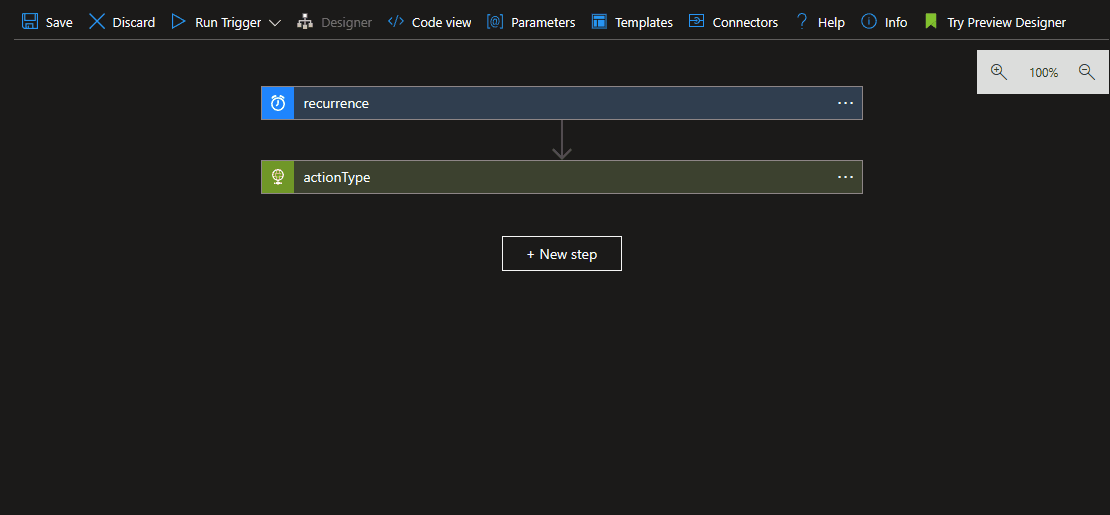 Save Discard Run Trigger Designer Code view Parameters Templates Connectors Help Info Try Preview Designer
100%
recurrence ...
actionType ...
+ New step